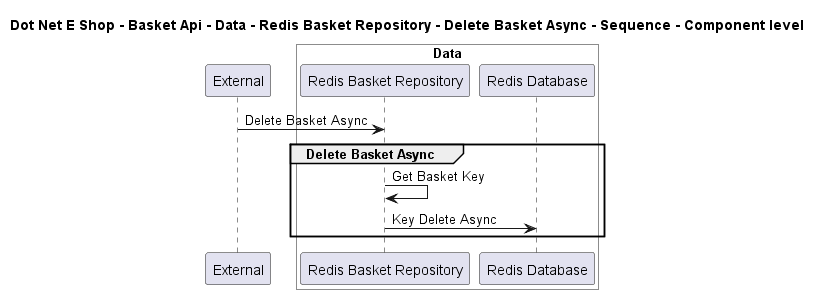 Dot Net E Shop - Basket Api - Data - Redis Basket Repository - Delete Basket Async - Sequence - Component level
Data
External
Redis Basket Repository
Redis Database
Delete Basket Async
Delete Basket Async
Get Basket Key
Key Delete Async
External
Redis Basket Repository
Redis Database